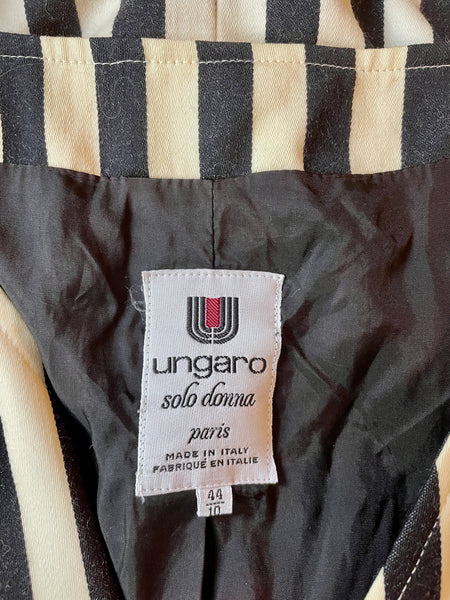 ungaro
solo donna
paris
MADE IN ITALY
FABRIQUÉ EN ITALIE
44
10